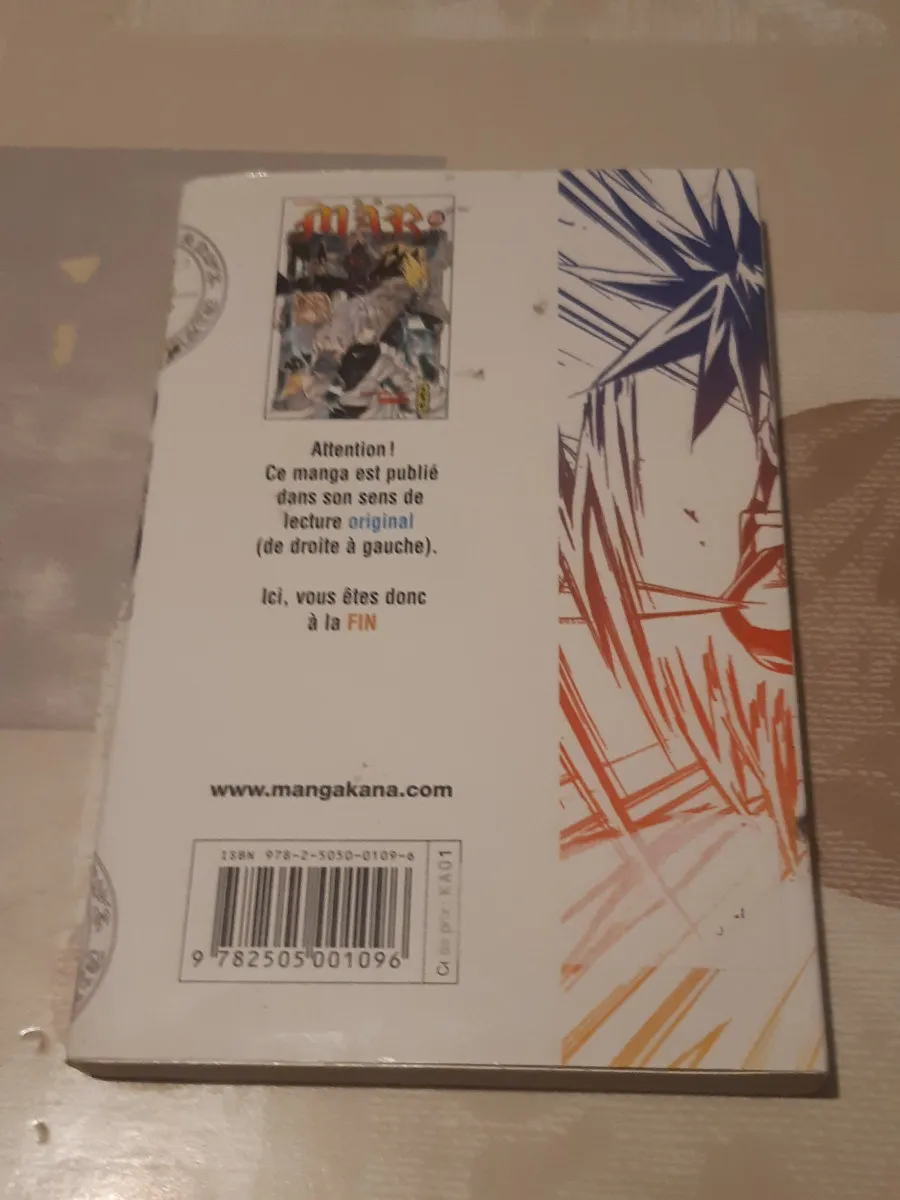 MÄR
Attention !
Ce manga est publié
dans son sens de
lecture original
(de droite à gauche).
Ici, vous êtes donc
à la FIN
www.mangakana.com
ISBN 978-2-5050-0109-6
9 782505 001096
KA01